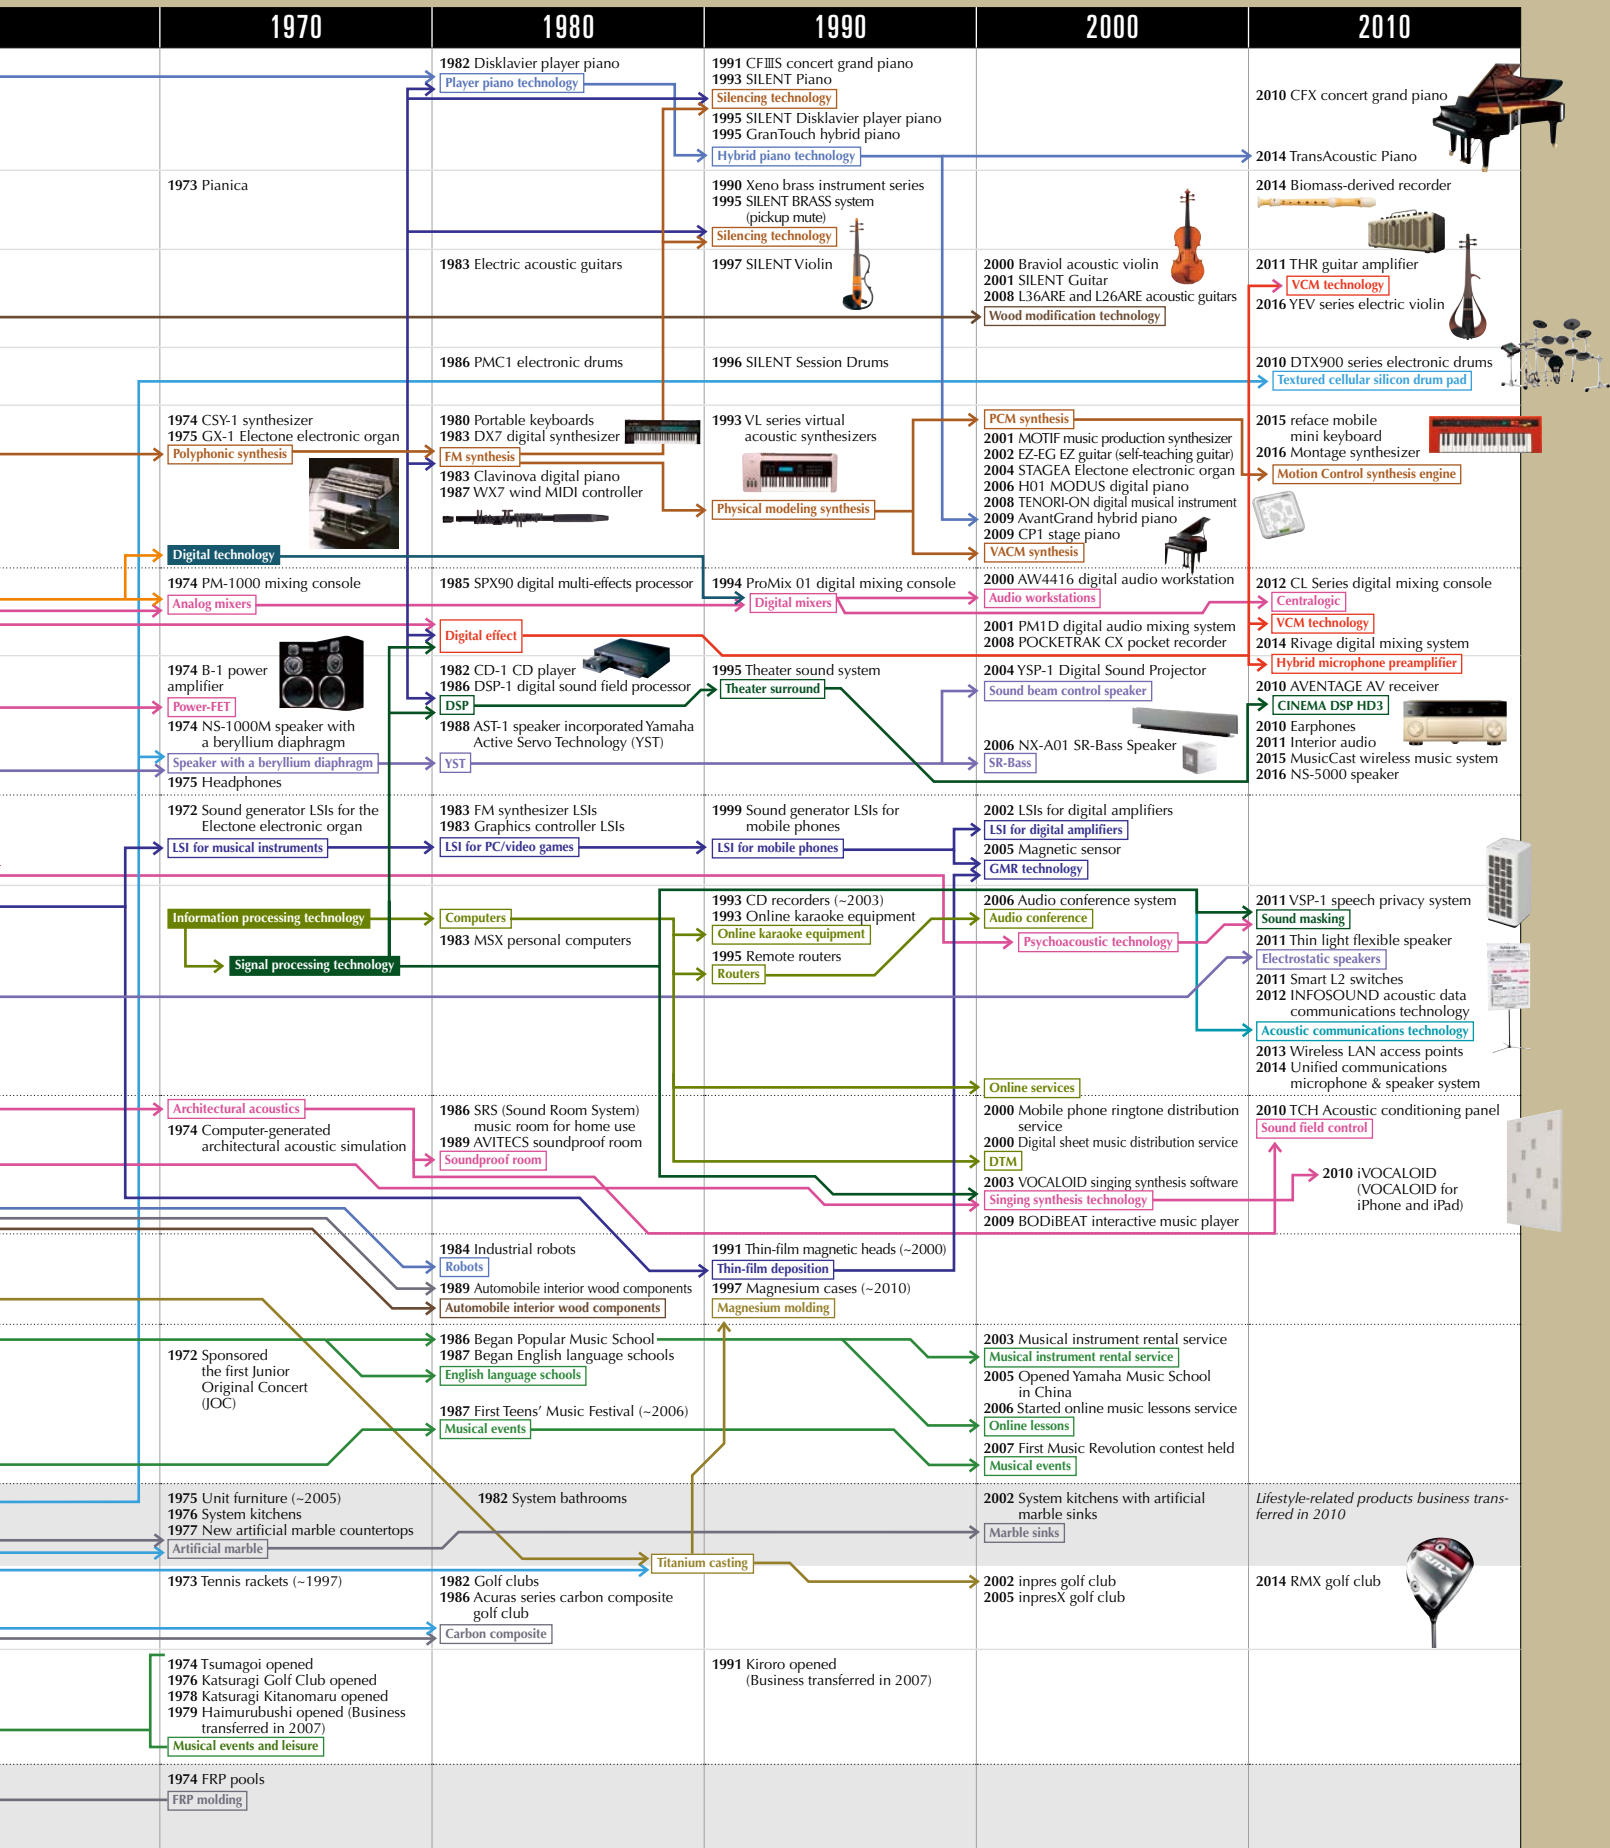 1970
1980
1990
2000
2010
1982 Disklavier player piano
Player piano technology
1991 CFⅢS concert grand piano
1993 SILENT Piano
Silencing technology
1995 SILENT Disklavier player piano
1995 GranTouch hybrid piano
Hybrid piano technology
2010 CFX concert grand piano
2014 TransAcoustic Piano
1973 Pianica
1990 Xeno brass instrument series
1995 SILENT BRASS system
(pickup mute)
Silencing technology
2014 Biomass-derived recorder
1983 Electric acoustic guitars
1997 SILENT Violin
2000 Braviol acoustic violin
2001 SILENT Guitar
2008 L36ARE and L26ARE acoustic guitars
Wood modification technology
2011 THR guitar amplifier
VCM technology
2016 YEV series electric violin
1986 PMC1 electronic drums
1996 SILENT Session Drums
2010 DTX900 series electronic drums
Textured cellular silicon drum pad
1974 CSY-1 synthesizer
1975 GX-1 Electone electronic organ
Polyphonic synthesis
Digital technology
1980 Portable keyboards
1983 DX7 digital synthesizer
FM synthesis
1983 Clavinova digital piano
1987 WX7 wind MIDI controller
1993 VL series virtual
acoustic synthesizers
Physical modeling synthesis
PCM synthesis
2001 MOTIF music production synthesizer
2002 EZ-EG EZ guitar (self-teaching guitar)
2004 STAGEA Electone electronic organ
2006 H01 MODUS digital piano
2008 TENORI-ON digital musical instrument
2009 AvantGrand hybrid piano
2009 CP1 stage piano
VACM synthesis
2015 reface mobile
mini keyboard
2016 Montage synthesizer
Motion Control synthesis engine
1974 PM-1000 mixing console
Analog mixers
1985 SPX90 digital multi-effects processor
Digital effect
1994 ProMix 01 digital mixing console
Digital mixers
2000 AW4416 digital audio workstation
Audio workstations
2001 PM1D digital audio mixing system
2008 POCKETRAK CX pocket recorder
2012 CL Series digital mixing console
Centralogic
VCM technology
2014 Rivage digital mixing system
Hybrid microphone preamplifier
1974 B-1 power
amplifier
Power-FET
1974 NS-1000M speaker with
a beryllium diaphragm
Speaker with a beryllium diaphragm
1975 Headphones
1982 CD-1 CD player
1986 DSP-1 digital sound field processor
DSP
1988 AST-1 speaker incorporated Yamaha
Active Servo Technology (YST)
YST
1995 Theater sound system
Theater surround
2004 YSP-1 Digital Sound Projector
Sound beam control speaker
2006 NX-A01 SR-Bass Speaker
SR-Bass
2010 AVENTAGE AV receiver
CINEMA DSP HD3
2010 Earphones
2011 Interior audio
2015 MusicCast wireless music system
2016 NS-5000 speaker
1972 Sound generator LSIs for the
Electone electronic organ
LSI for musical instruments
1983 FM synthesizer LSIs
1983 Graphics controller LSIs
LSI for PC/video games
1999 Sound generator LSIs for
mobile phones
LSI for mobile phones
2002 LSIs for digital amplifiers
LSI for digital amplifiers
2005 Magnetic sensor
GMR technology
Information processing technology
Signal processing technology
Computers
1983 MSX personal computers
1993 CD recorders (~2003)
1993 Online karaoke equipment
Online karaoke equipment
1995 Remote routers
Routers
2006 Audio conference system
Audio conference
Psychoacoustic technology
Online services
2011 VSP-1 speech privacy system
Sound masking
2011 Thin light flexible speaker
Electrostatic speakers
2011 Smart L2 switches
2012 INFOSOUND acoustic data
communications technology
Acoustic communications technology
2013 Wireless LAN access points
2014 Unified communications
microphone & speaker system
Architectural acoustics
1974 Computer-generated
architectural acoustic simulation
1986 SRS (Sound Room System)
music room for home use
1989 AVITECS soundproof room
Soundproof room
2000 Mobile phone ringtone distribution
service
2000 Digital sheet music distribution service
DTM
2003 VOCALOID singing synthesis software
Singing synthesis technology
2009 BODiBEAT interactive music player
2010 TCH Acoustic conditioning panel
Sound field control
2010 iVOCALOID
(VOCALOID for
iPhone and iPad)
1984 Industrial robots
Robots
1989 Automobile interior wood components
Automobile interior wood components
1991 Thin-film magnetic heads (~2000)
Thin-film deposition
1997 Magnesium cases (~2010)
Magnesium molding
1972 Sponsored
the first Junior
Original Concert
(JOC)
1986 Began Popular Music School
1987 Began English language schools
English language schools
1987 First Teens’ Music Festival (~2006)
Musical events
2003 Musical instrument rental service
Musical instrument rental service
2005 Opened Yamaha Music School
in China
2006 Started online music lessons service
Online lessons
2007 First Music Revolution contest held
Musical events
1975 Unit furniture (~2005)
1976 System kitchens
1977 New artificial marble countertops
Artificial marble
1982 System bathrooms
2002 System kitchens with artificial
marble sinks
Marble sinks
Lifestyle-related products business trans-
ferred in 2010
Titanium casting
1973 Tennis rackets (~1997)
1982 Golf clubs
1986 Acuras series carbon composite
golf club
Carbon composite
2002 inpres golf club
2005 inpresX golf club
2014 RMX golf club
1974 Tsumagoi opened
1976 Katsuragi Golf Club opened
1978 Katsuragi Kitanomaru opened
1979 Haimurubushi opened (Business
transferred in 2007)
Musical events and leisure
1991 Kiroro opened
(Business transferred in 2007)
1974 FRP pools
FRP molding